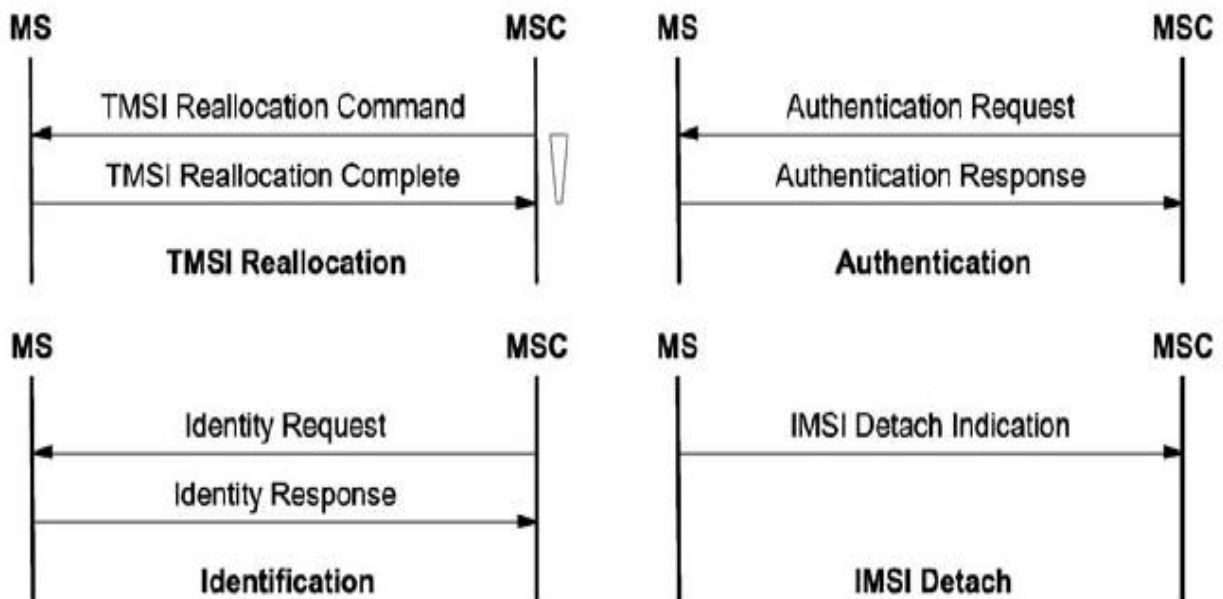 MS MSC
TMSI Reallocation Command
TMSI Reallocation Complete
TMSI Reallocation
MS MSC
Authentication Request
Authentication Response
Authentication
MS MSC
Identity Request
Identity Response
Identification
MS MSC
IMSI Detach Indication
IMSI Detach